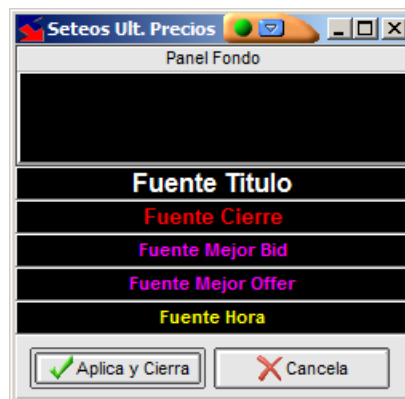 Seteos Ult. Precios
Panel Fondo
Fuente Titulo
Fuente Cierre
Fuente Mejor Bid
Fuente Mejor Offer
Fuente Hora
Aplica y Cierra
Cancela